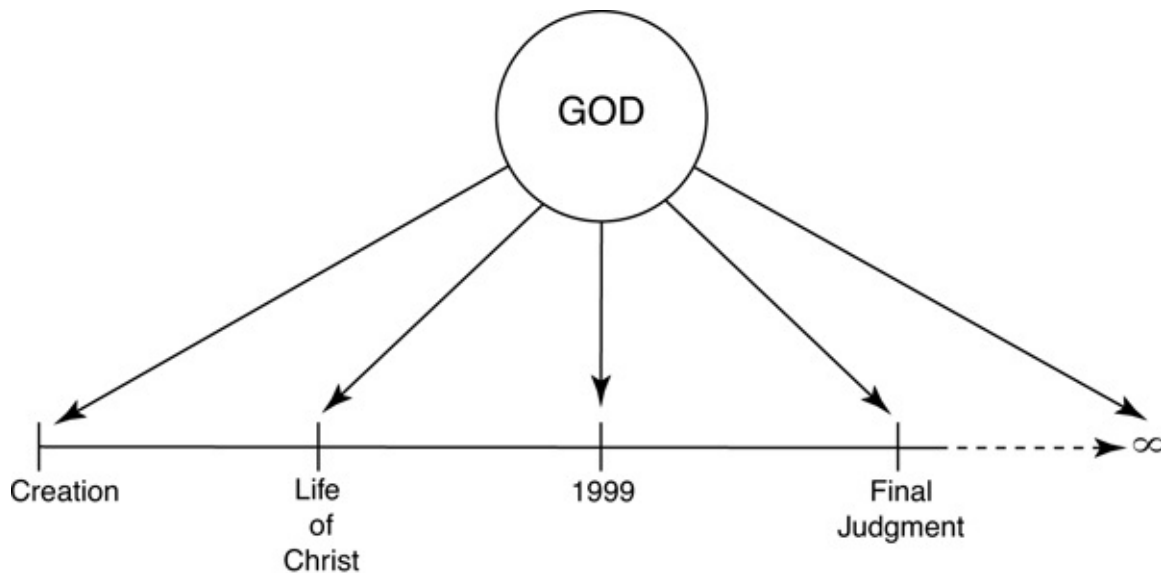 GOD
∞
Creation
Life
of
Christ
1999
Final
Judgment